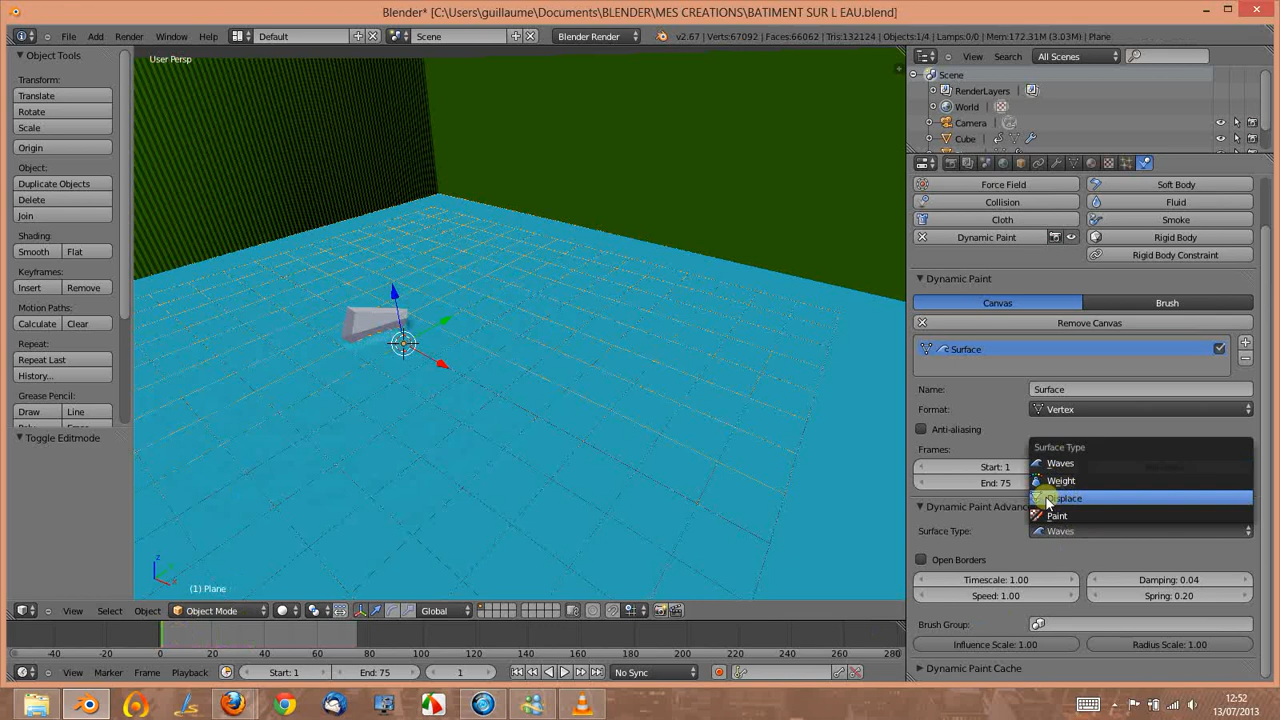 Blender* [C:\Users\guillaume\Documents\BLENDER\MES CREATIONS\BATIMENT SUR L EAU.blend]
File Add Render Window Help Default Scene Blender Render v2.67 | Verts:67092 | Faces:66062 | Tris:132124 | Objects:1/4 | Lamps:0/0 | Mem:172.31M (3.03M) | Plane
View Search All Scenes
Object Tools
User Persp
Scene
RenderLayers
World
Camera
Cube
Transform:
Translate
Rotate
Scale
Origin
Object:
Duplicate Objects
Delete
Join
Shading:
Smooth Flat
Keyframes:
Insert Remove
Motion Paths:
Calculate Clear
Repeat:
Repeat Last
History...
Grease Pencil:
Draw Line
Toggle Editmode
z
x
(1) Plane
Force Field Soft Body
Collision Fluid
Cloth Smoke
Dynamic Paint Rigid Body
Rigid Body Constraint
Dynamic Paint
Canvas Brush
Remove Canvas
Surface
Name: Surface
Format: Vertex
Anti-aliasing
Frames:
Start: 1
End: 75
Surface Type
Waves
Weight
Displace
Paint
Dynamic Paint Advan
Surface Type: Waves
Open Borders
Timescale: 1.00 Damping: 0.04
Speed: 1.00 Spring: 0.20
Brush Group:
Influence Scale: 1.00 Radius Scale: 1.00
Dynamic Paint Cache
View Select Object Object Mode Global
-40 -20 0 20 40 60 80 100 120 140 160 180 200 220 240 260 280
View Marker Frame Playback Start: 1 End: 75 1 No Sync
12:52
13/07/2013